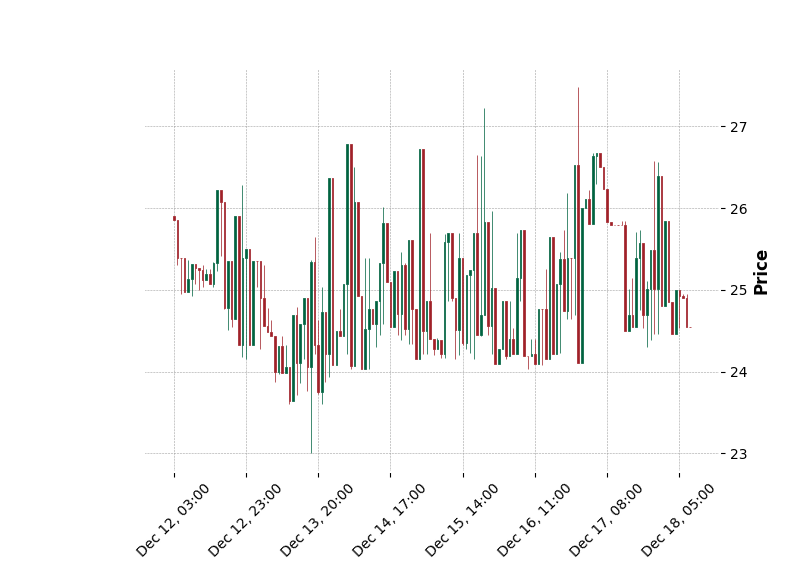 27
26
25
24
23
Price
Dec 12, 03:00
Dec 12, 23:00
Dec 13, 20:00
Dec 14, 17:00
Dec 15, 14:00
Dec 16, 11:00
Dec 17, 08:00
Dec 18, 05:00